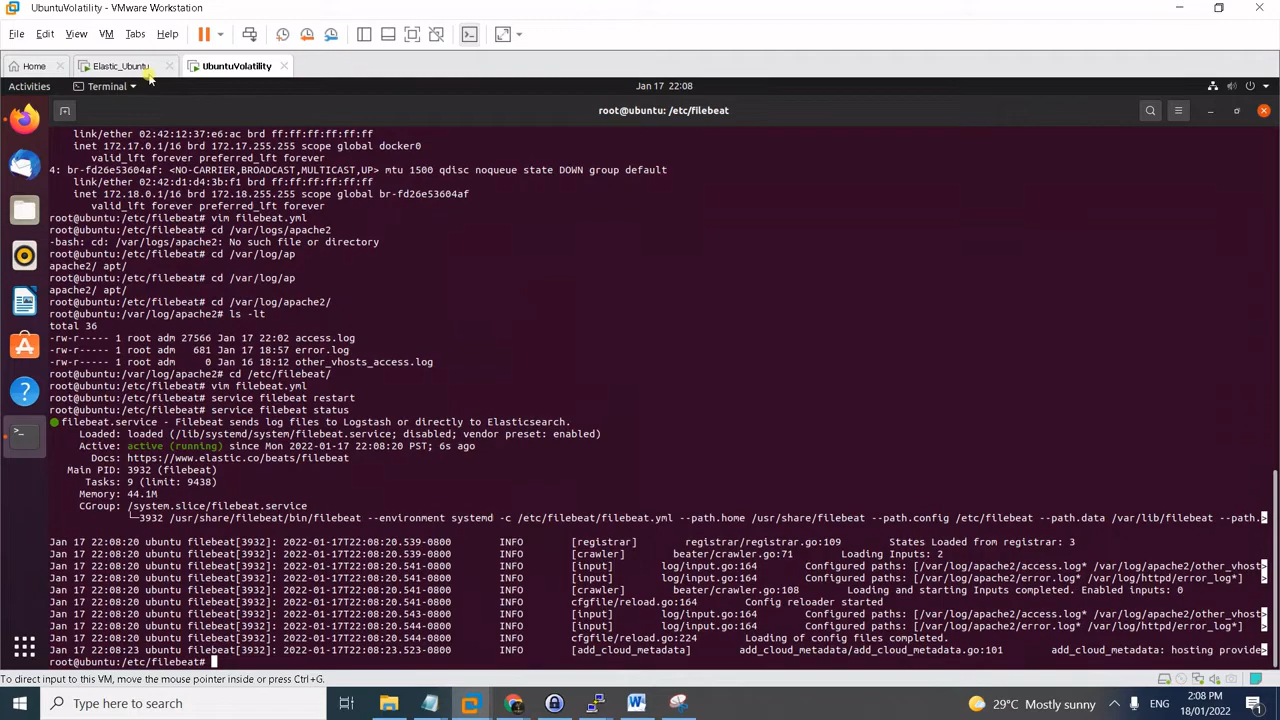 UbuntuVolatility - VMware Workstation
File Edit View VM Tabs Help
Home Elastic_Ubuntu UbuntuVolatility
Activities Terminal Jan 17 22:08
root@ubuntu: /etc/filebeat
link/ether 02:42:12:37:e6:ac brd ff:ff:ff:ff:ff:ff
inet 172.17.0.1/16 brd 172.17.255.255 scope global docker0
valid_lft forever preferred_lft forever
4: br-fd26e53604af: <NO-CARRIER,BROADCAST,MULTICAST,UP> mtu 1500 qdisc noqueue state DOWN group default
link/ether 02:42:d1:d4:3b:f1 brd ff:ff:ff:ff:ff:ff
inet 172.18.0.1/16 brd 172.18.255.255 scope global br-fd26e53604af
valid_lft forever preferred_lft forever
root@ubuntu:/etc/filebeat# vim filebeat.yml
root@ubuntu:/etc/filebeat# cd /var/logs/apache2
-bash: cd: /var/logs/apache2: No such file or directory
root@ubuntu:/etc/filebeat# cd /var/log/ap
apache2/ apt/
root@ubuntu:/etc/filebeat# cd /var/log/ap
apache2/ apt/
root@ubuntu:/etc/filebeat# cd /var/log/apache2/
root@ubuntu:/var/log/apache2# ls -lt
total 36
-rw-r----- 1 root adm 27566 Jan 17 22:02 access.log
-rw-r----- 1 root adm 681 Jan 17 18:57 error.log
-rw-r----- 1 root adm 0 Jan 16 18:12 other_vhosts_access.log
root@ubuntu:/var/log/apache2# cd /etc/filebeat/
root@ubuntu:/etc/filebeat# vim filebeat.yml
root@ubuntu:/etc/filebeat# service filebeat restart
root@ubuntu:/etc/filebeat# service filebeat status
filebeat.service - Filebeat sends log files to Logstash or directly to Elasticsearch.
Loaded: loaded (/lib/systemd/system/filebeat.service; disabled; vendor preset: enabled)
Active: active (running) since Mon 2022-01-17 22:08:20 PST; 6s ago
Docs: https://www.elastic.co/beats/filebeat
Main PID: 3932 (filebeat)
Tasks: 9 (limit: 9438)
Memory: 44.1M
CGroup: /system.slice/filebeat.service
└─3932 /usr/share/filebeat/bin/filebeat --environment systemd -c /etc/filebeat/filebeat.yml --path.home /usr/share/filebeat --path.config /etc/filebeat --path.data /var/lib/filebeat --path.>
Jan 17 22:08:20 ubuntu filebeat[3932]: 2022-01-17T22:08:20.539-0800 INFO [registrar] registrar/registrar.go:109 States Loaded from registrar: 3
Jan 17 22:08:20 ubuntu filebeat[3932]: 2022-01-17T22:08:20.539-0800 INFO [crawler] beater/crawler.go:71 Loading Inputs: 2
Jan 17 22:08:20 ubuntu filebeat[3932]: 2022-01-17T22:08:20.541-0800 INFO [input] log/input.go:164 Configured paths: [/var/log/apache2/access.log* /var/log/apache2/other_vhost>
Jan 17 22:08:20 ubuntu filebeat[3932]: 2022-01-17T22:08:20.541-0800 INFO [input] log/input.go:164 Configured paths: [/var/log/apache2/error.log* /var/log/httpd/error_log*]
Jan 17 22:08:20 ubuntu filebeat[3932]: 2022-01-17T22:08:20.541-0800 INFO [crawler] beater/crawler.go:108 Loading and starting Inputs completed. Enabled inputs: 0
Jan 17 22:08:20 ubuntu filebeat[3932]: 2022-01-17T22:08:20.541-0800 INFO cfgfile/reload.go:164 Config reloader started
Jan 17 22:08:20 ubuntu filebeat[3932]: 2022-01-17T22:08:20.543-0800 INFO [input] log/input.go:164 Configured paths: [/var/log/apache2/access.log* /var/log/apache2/other_vhost>
Jan 17 22:08:20 ubuntu filebeat[3932]: 2022-01-17T22:08:20.544-0800 INFO [input] log/input.go:164 Configured paths: [/var/log/apache2/error.log* /var/log/httpd/error_log*]
Jan 17 22:08:20 ubuntu filebeat[3932]: 2022-01-17T22:08:20.544-0800 INFO cfgfile/reload.go:224 Loading of config files completed.
Jan 17 22:08:23 ubuntu filebeat[3932]: 2022-01-17T22:08:23.523-0800 INFO [add_cloud_metadata] add_cloud_metadata/add_cloud_metadata.go:101 add_cloud_metadata: hosting provide>
root@ubuntu:/etc/filebeat#
To direct input to this VM, move the mouse pointer inside or press Ctrl+G.
Type here to search
29°C Mostly sunny ENG 2:08 PM
18/01/2022